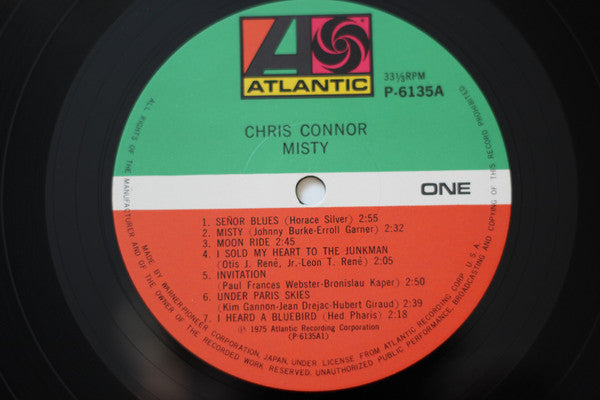 ATLANTIC
33⅓RPM
P-6135A
CHRIS CONNOR
MISTY
ONE
1. SEÑOR BLUES (Horace Silver) 2:55
2. MISTY (Johnny Burke-Erroll Garner) 2:32
3. MOON RIDE 2:45
4. I SOLD MY HEART TO THE JUNKMAN
(Otis J. René, Jr.-Leon T. René) 2:05
5. INVITATION
(Paul Frances Webster-Bronislau Kaper) 2:50
6. UNDER PARIS SKIES
(Kim Gannon-Jean Drejac-Hubert Giraud) 2:39
7. I HEARD A BLUEBIRD (Hed Pharis) 2:18
℗ 1975 Atlantic Recording Corporation
(P-6135A1)
ALL RIGHTS OF THE MANUFACTURER AND OF THE OWNER OF THE RECORDED WORK RESERVED. UNAUTHORIZED PUBLIC PERFORMANCE, BROADCASTING AND COPYING OF THIS RECORD PROHIBITED
MADE BY WARNER-PIONEER CORPORATION, JAPAN, UNDER LICENSE FROM ATLANTIC RECORDING CORP. U.S.A.